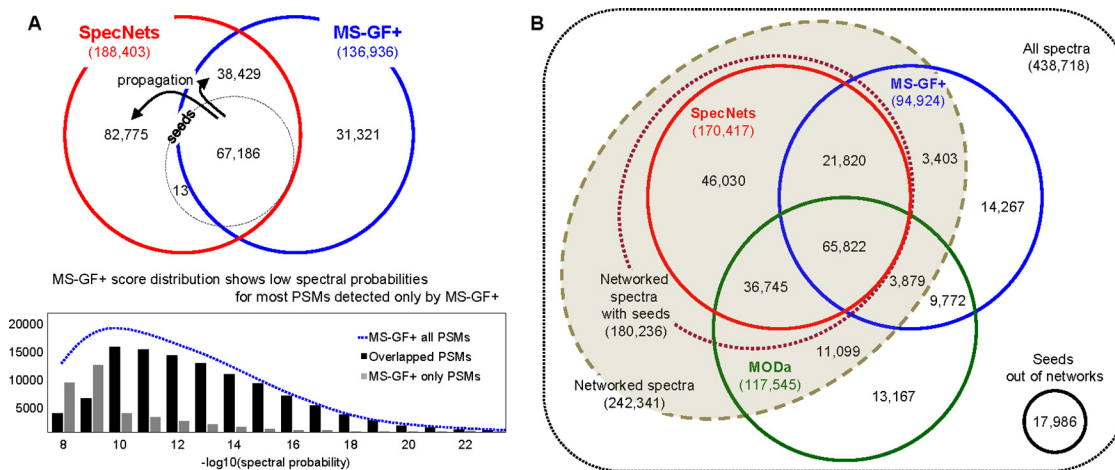 A
SpecNets
(188,403)
MS-GF+
(136,936)
propagation
38,429
seeds
82,775
67,186
31,321
13
MS-GF+ score distribution shows low spectral probabilities
for most PSMs detected only by MS-GF+
20000
15000
10000
5000
MS-GF+ all PSMs
Overlapped PSMs
MS-GF+ only PSMs
8 10 12 14 16 18 20 22
-log10(spectral probability)
B
All spectra
(438,718)
MS-GF+
(94,924)
SpecNets
(170,417)
21,820
3,403
46,030
14,267
65,822
36,745
3,879
9,772
Networked
spectra
with seeds
(180,236)
11,099
MODa
(117,545)
Networked spectra
(242,341)
13,167
Seeds
out of networks
17,986